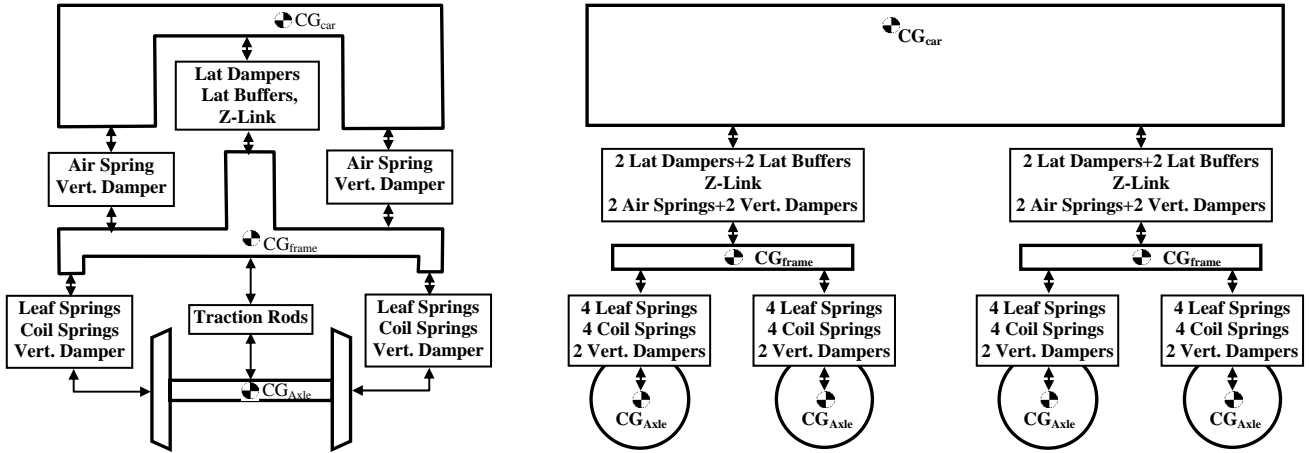 CGcar
Lat Dampers
Lat Buffers,
Z-Link
Air Spring
Vert. Damper
Air Spring
Vert. Damper
CGframe
Leaf Springs
Coil Springs
Vert. Damper
Traction Rods
Leaf Springs
Coil Springs
Vert. Damper
CGAxle
CGcar
2 Lat Dampers+2 Lat Buffers
Z-Link
2 Air Springs+2 Vert. Dampers
2 Lat Dampers+2 Lat Buffers
Z-Link
2 Air Springs+2 Vert. Dampers
CGframe
CGframe
4 Leaf Springs
4 Coil Springs
2 Vert. Dampers
4 Leaf Springs
4 Coil Springs
2 Vert. Dampers
4 Leaf Springs
4 Coil Springs
2 Vert. Dampers
4 Leaf Springs
4 Coil Springs
2 Vert. Dampers
CGAxle
CGAxle
CGAxle
CGAxle